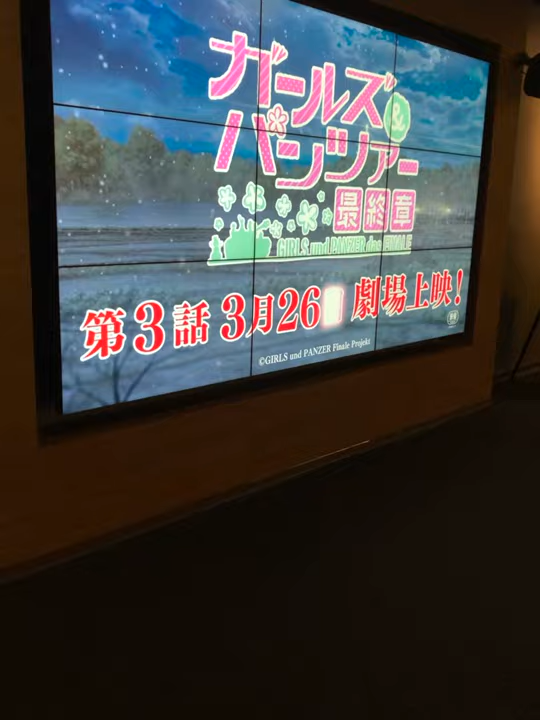 ガールズ&
パンツァー
最終章
GIRLS und PANZER das FINALE
第3話 3月26 劇場上映!
©GIRLS und PANZER Finale Projekt